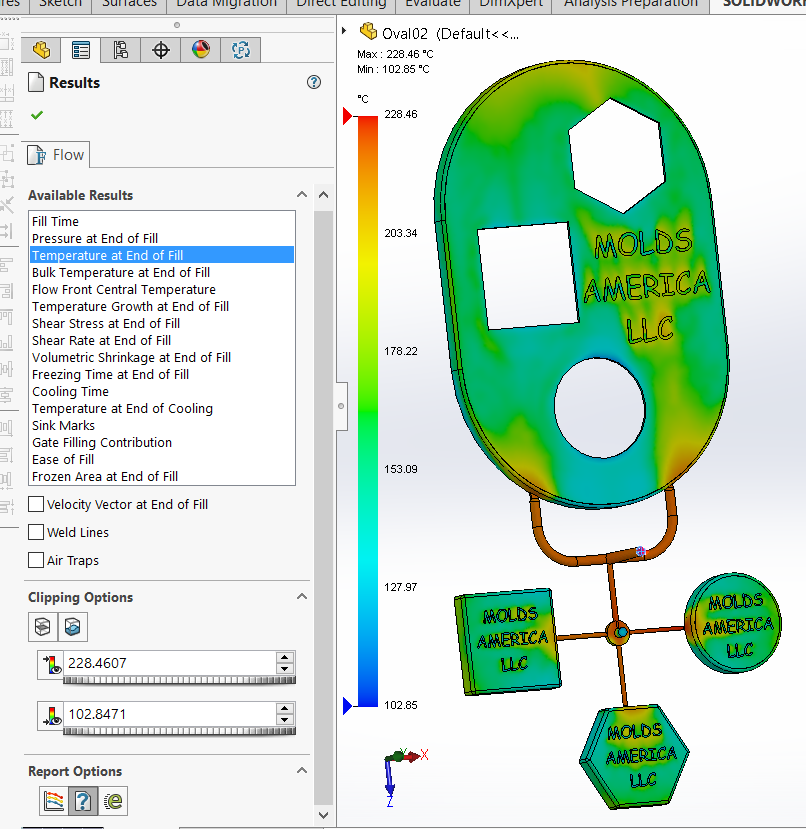 Sketch Surfaces Data Migration Direct Editing Evaluate DimXpert Analysis Preparation
Results
Flow
Available Results
Fill Time
Pressure at End of Fill
Temperature at End of Fill
Bulk Temperature at End of Fill
Flow Front Central Temperature
Temperature Growth at End of Fill
Shear Stress at End of Fill
Shear Rate at End of Fill
Volumetric Shrinkage at End of Fill
Freezing Time at End of Fill
Cooling Time
Temperature at End of Cooling
Sink Marks
Gate Filling Contribution
Ease of Fill
Frozen Area at End of Fill
Velocity Vector at End of Fill
Weld Lines
Air Traps
Clipping Options
228.4607
102.8471
Report Options
Oval02 (Default<<...
Max : 228.46 °C
Min : 102.85 °C
°C
228.46
203.34
178.22
153.09
127.97
102.85
MOLDS
AMERICA
LLC
MOLDS
AMERICA
LLC
MOLDS
AMERICA
LLC
MOLDS
AMERICA
LLC
Y
X
Z